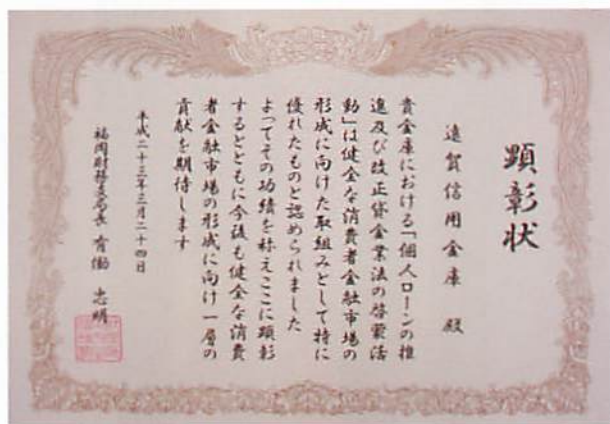 顕彰状
遠賀信用金庫 殿
貴金庫における「個人ローンの推
進及び改正貸金業法の啓蒙活
動」は健全な消費者金融市場の
形成に向けた取組みとして特に
優れたものと認められました
よってその功績を称えここに顕彰
するとともに今後も健全な消費
者金融市場の形成に向け一層の
貢献を期待します
平成二十三年三月二十四日
福岡財務支局長 有働 忠明